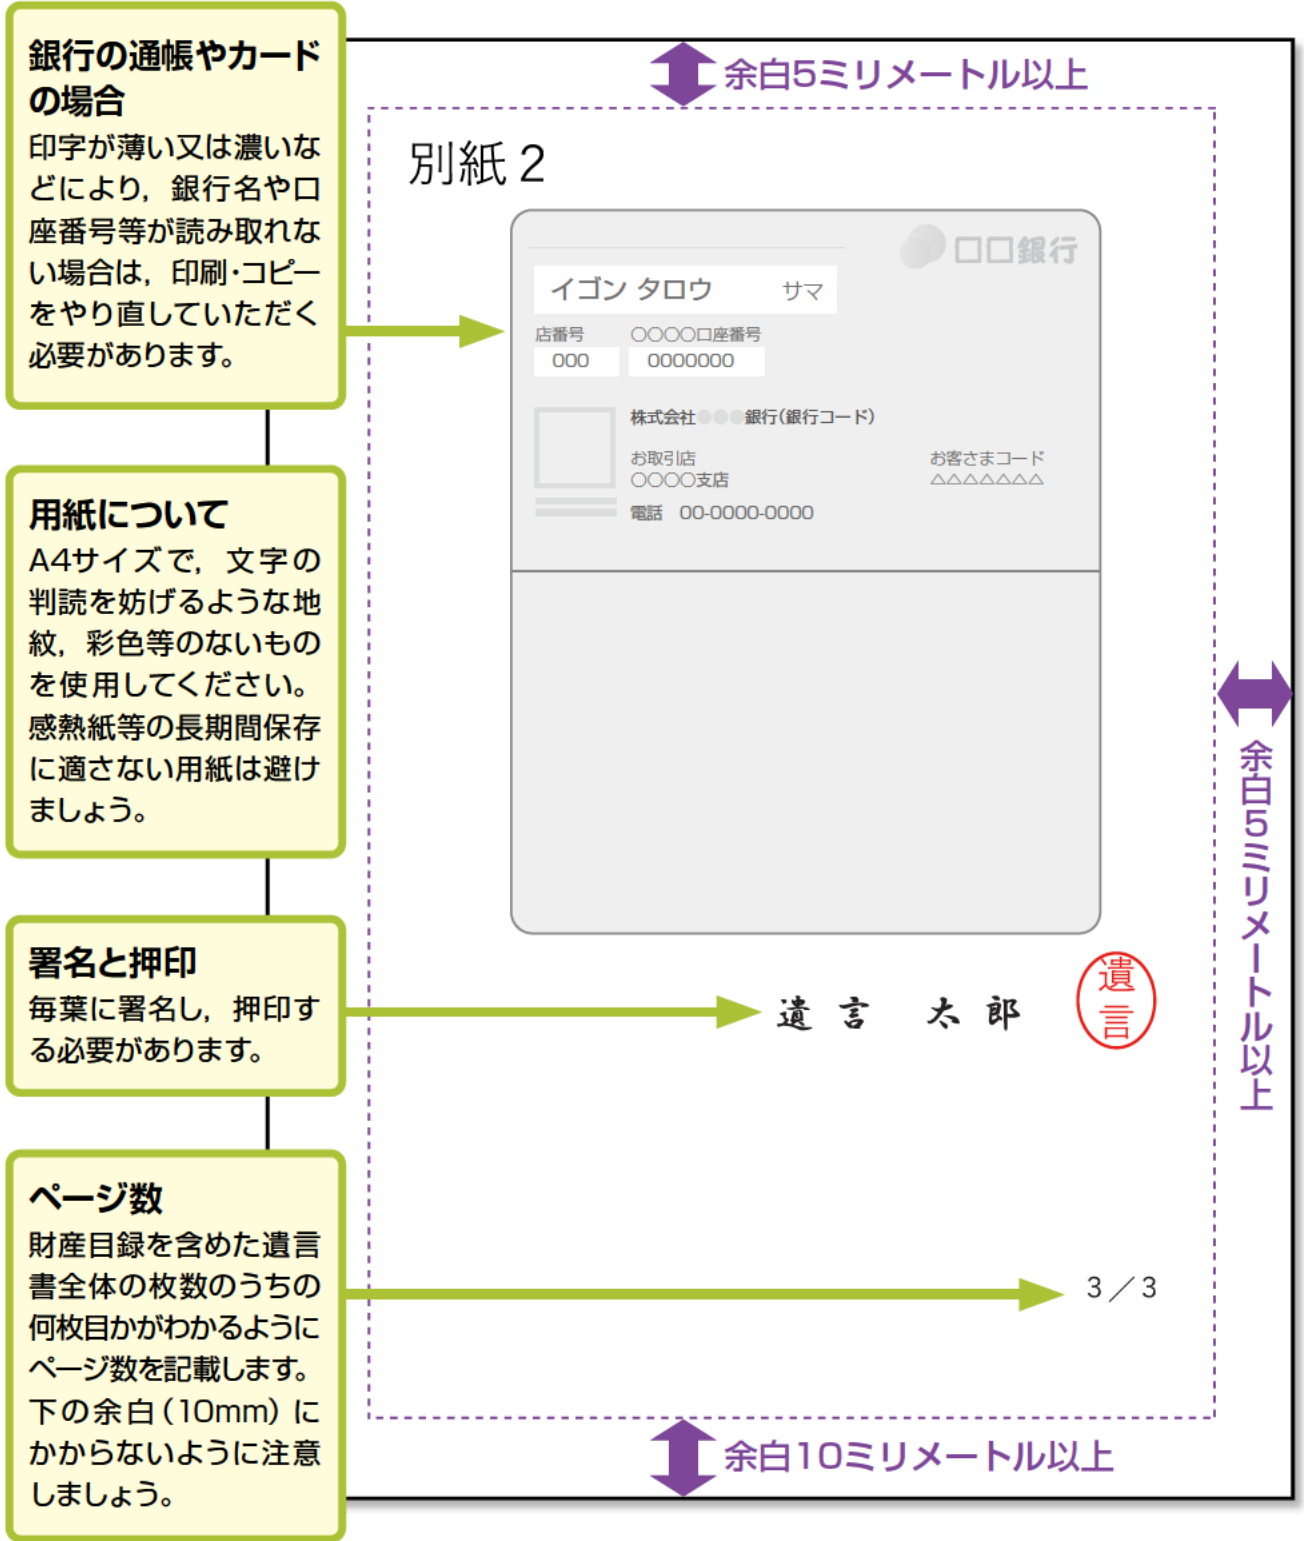 銀行の通帳やカード
の場合
印字が薄い又は濃いな
どにより，銀行名や口
座番号等が読み取れな
い場合は，印刷・コピー
をやり直していただく
必要があります。
用紙について
A4サイズで，文字の
判読を妨げるような地
紋，彩色等のないもの
を使用してください。
感熱紙等の長期間保存
に適さない用紙は避け
ましょう。
署名と押印
毎葉に署名し，押印す
る必要があります。
ページ数
財産目録を含めた遺言
書全体の枚数のうちの
何枚目かがわかるように
ページ数を記載します。
下の余白（10mm）に
かからないように注意
しましょう。
余白5ミリメートル以上
別紙２
□□銀行
イゴン タロウ サマ
店番号 〇〇〇〇口座番号
000 0000000
株式会社●●●銀行（銀行コード）
お取引店 お客さまコード
〇〇〇〇支店 △△△△△△△
電話 00-0000-0000
遺言 太郎
遺言
3／3
余白5ミリメートル以上
余白10ミリメートル以上